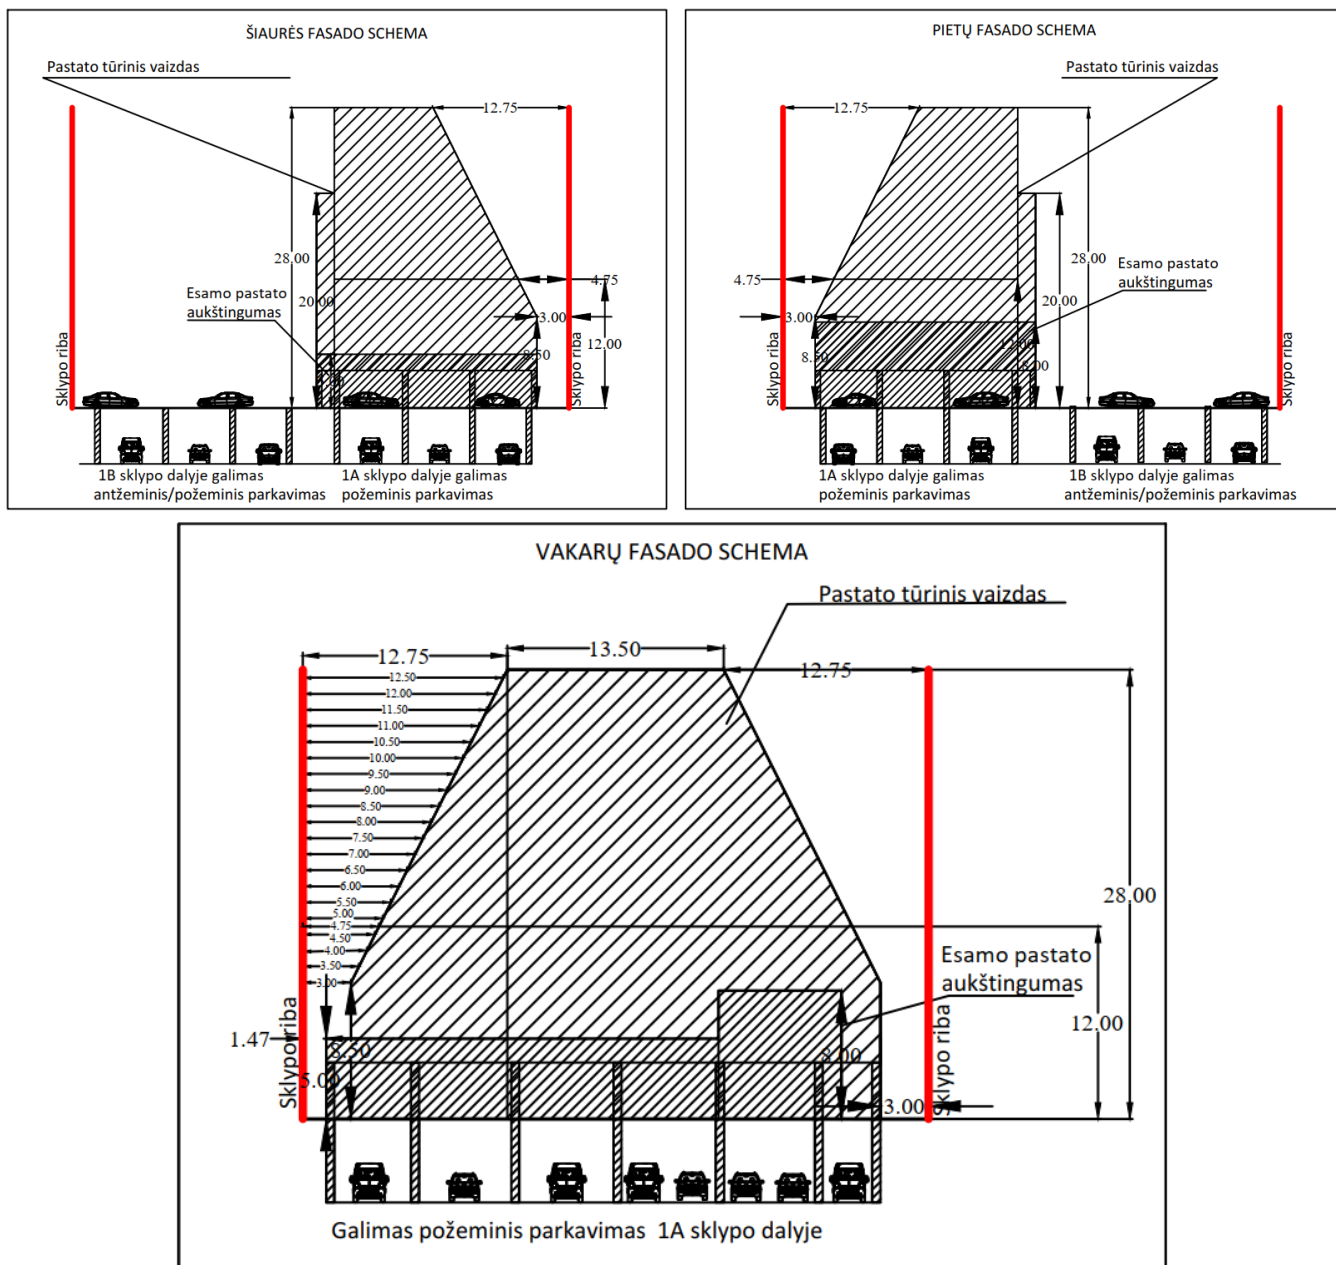 ŠIAURĖS FASADO SCHEMA
Pastato tūrinis vaizdas
12.75
28.00
4.75
Esamo pastato
aukštingumas
20.00
3.00
12.00
8.50
Sklypo riba
Sklypo riba
1B sklypo dalyje galimas
antžeminis/požeminis parkavimas
1A sklypo dalyje galimas
požeminis parkavimas
PIETŲ FASADO SCHEMA
Pastato tūrinis vaizdas
12.75
28.00
Esamo pastato
aukštingumas
4.75
20.00
3.00
12.00
8.50
8.00
Sklypo riba
Sklypo riba
1A sklypo dalyje galimas
požeminis parkavimas
1B sklypo dalyje galimas
antžeminis/požeminis parkavimas
VAKARŲ FASADO SCHEMA
Pastato tūrinis vaizdas
12.75
13.50
12.75
12.50
12.00
11.50
11.00
10.50
10.00
9.50
9.00
8.50
8.00
7.50
7.00
6.50
6.00
5.50
5.00
4.75
4.50
4.00
3.50
3.00
28.00
Esamo pastato
aukštingumas
12.00
1.47
8.50
8.00
5.00
3.00
Sklypo riba
Sklypo riba
Galimas požeminis parkavimas 1A sklypo dalyje